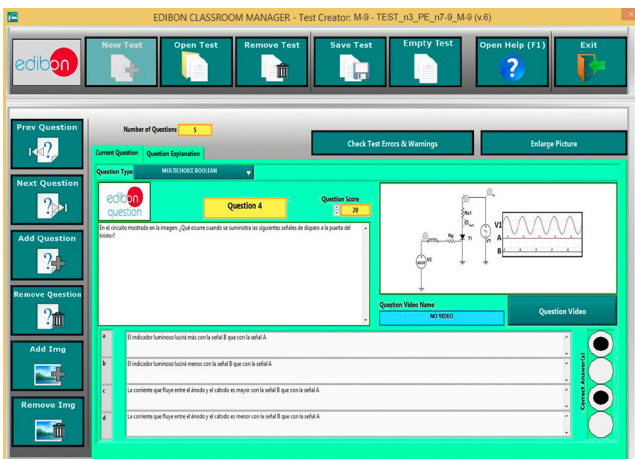 EDIBON CLASSROOM MANAGER - Test Creator: M-9 - TEST_n3_PE_n7-9_M-9 (v.6)
edibon
New Test
Open Test
Remove Test
Save Test
Empty Test
Open Help (F1)
?
Exit
Prev Question
Next Question
Add Question
Remove Question
Add Img
Remove Img
Number of Questions 5
Check Test Errors & Warnings
Enlarge Picture
Current Question
Question Explanation
Question Type MULTICHOICE BOOLEAN
edibon
question
Question 4
Question Score
20
En el circuito mostrado en la imagen: ¿Qué ocurre cuando se suministra las siguientes señales de disparo a la puerta del
tiristor?
Rg
T1
V2
V1
A
B
Question Video Name
NO VIDEO
Question Video
a El indicador luminoso lucirá más con la señal B que con la señal A
b El indicador luminoso lucirá menos con la señal B que con la señal A
c La corriente que fluye entre el ánodo y el cátodo es mayor con la señal B que con la señal A
d La corriente que fluye entre el ánodo y el cátodo es menor con la señal B que con la señal A
Correct Answer(s)